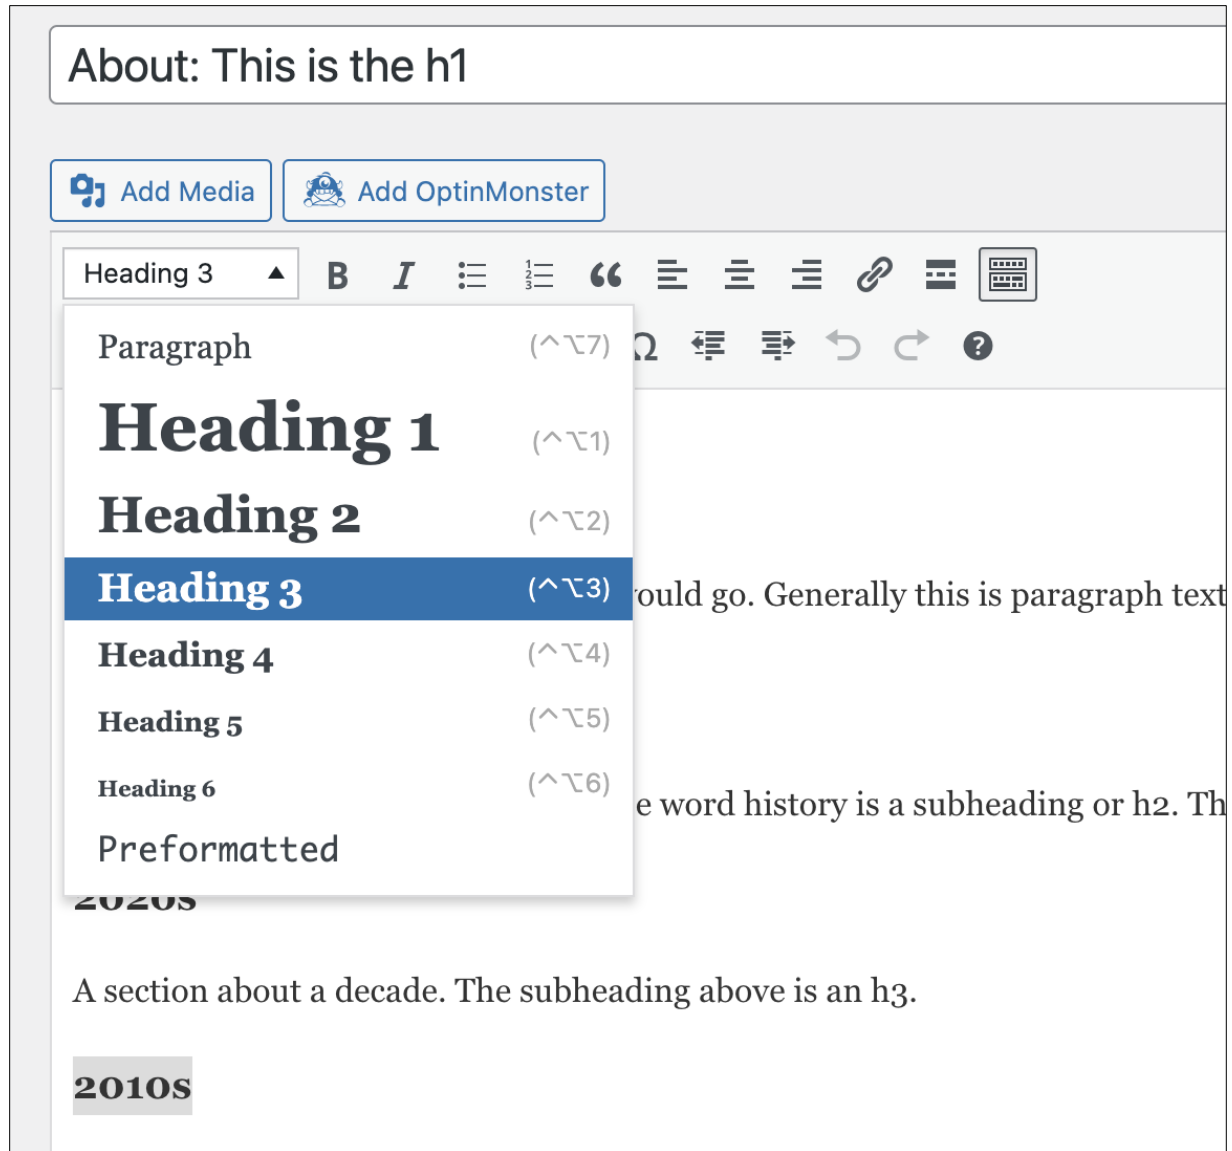 About: This is the h1
Add Media Add OptinMonster
Heading 3
Paragraph (^⌥7)
Heading 1 (^⌥1)
Heading 2 (^⌥2)
Heading 3 (^⌥3)
would go. Generally this is paragraph text
Heading 4 (^⌥4)
Heading 5 (^⌥5)
Heading 6 (^⌥6)
word history is a subheading or h2. Th
Preformatted
2020s
A section about a decade. The subheading above is an h3.
2010s